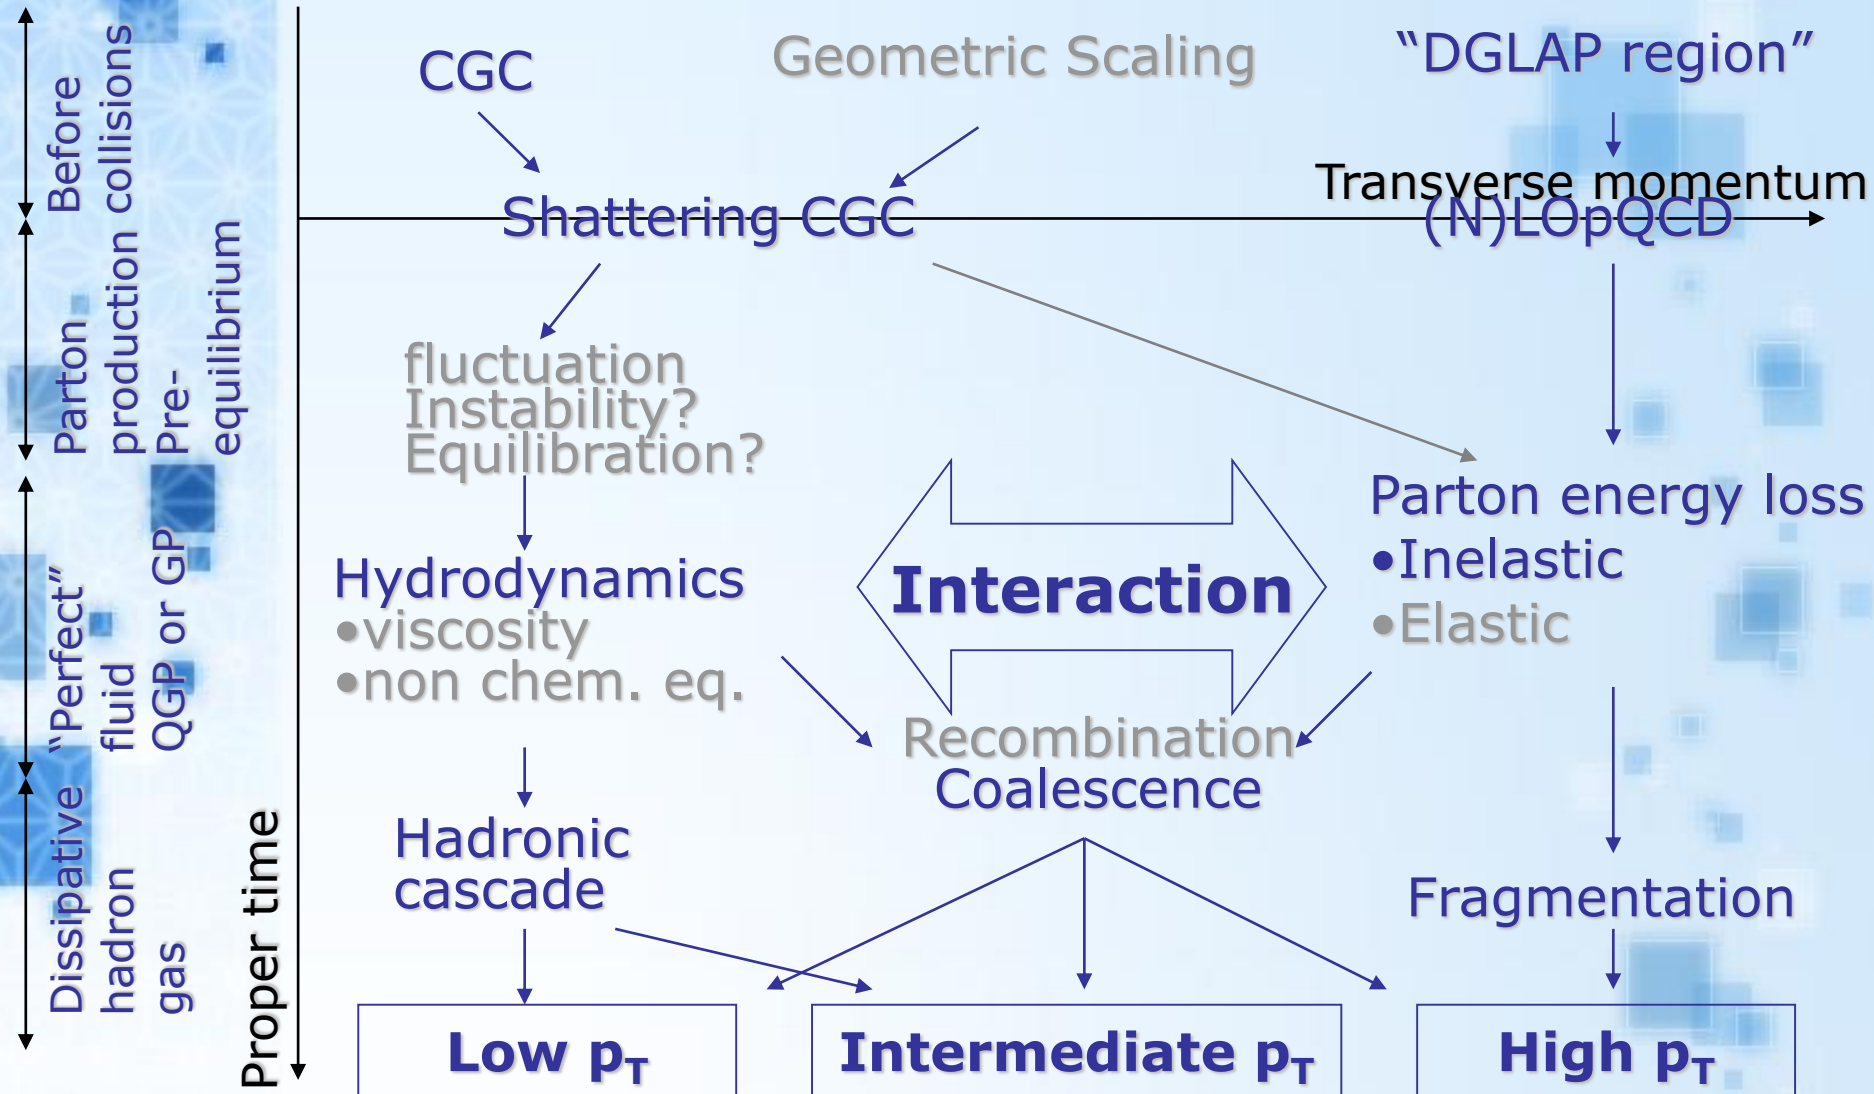 Before
collisions
Parton
production
Pre-
equilibrium
“Perfect”
fluid
QGP or GP
Dissipative
hadron
gas
Proper time
CGC
Geometric Scaling
“DGLAP region”
Transverse momentum
Shattering CGC
(N)LOpQCD
fluctuation
Instability?
Equilibration?
Parton energy loss
•Inelastic
•Elastic
Interaction
Hydrodynamics
•viscosity
•non chem. eq.
Recombination
Coalescence
Hadronic
cascade
Fragmentation
Low pT
Intermediate pT
High pT